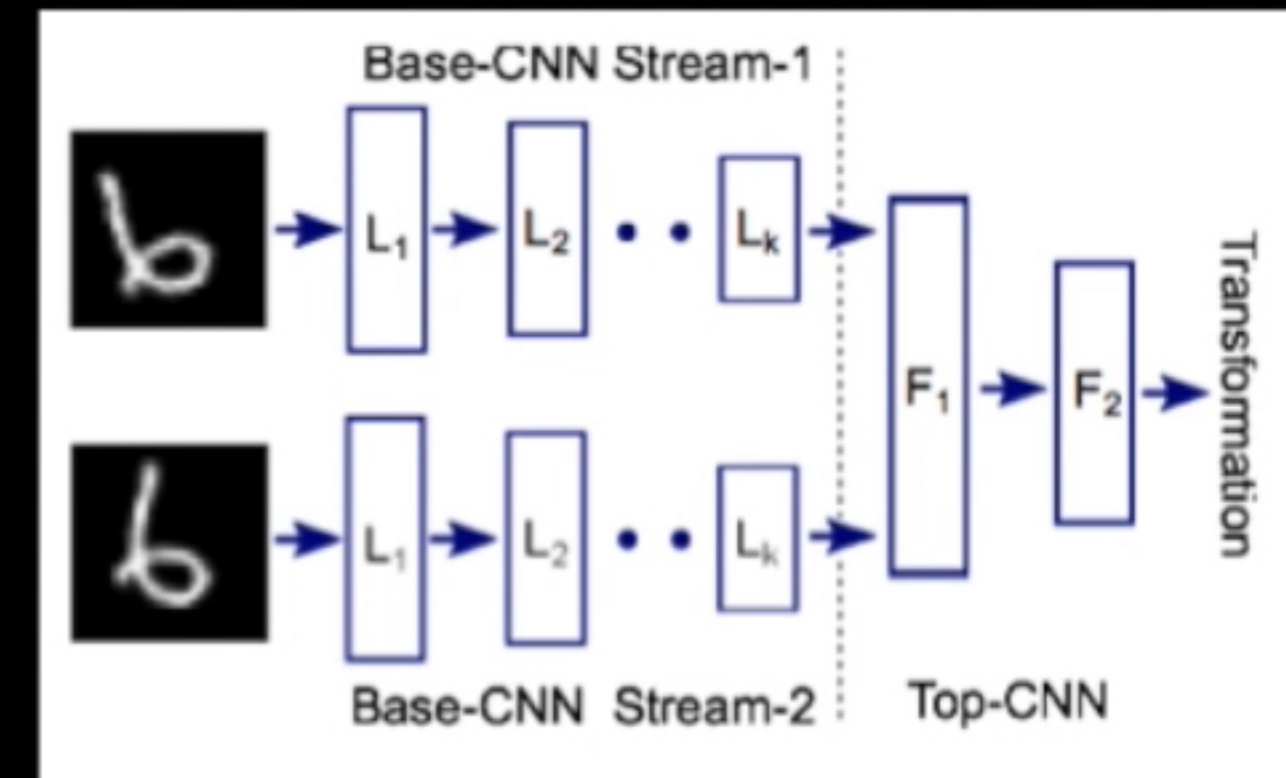 Base-CNN Stream-1
L₁ L₂ Lₖ
F₁ F₂
Transformation
L₁ L₂ Lₖ
Base-CNN Stream-2
Top-CNN